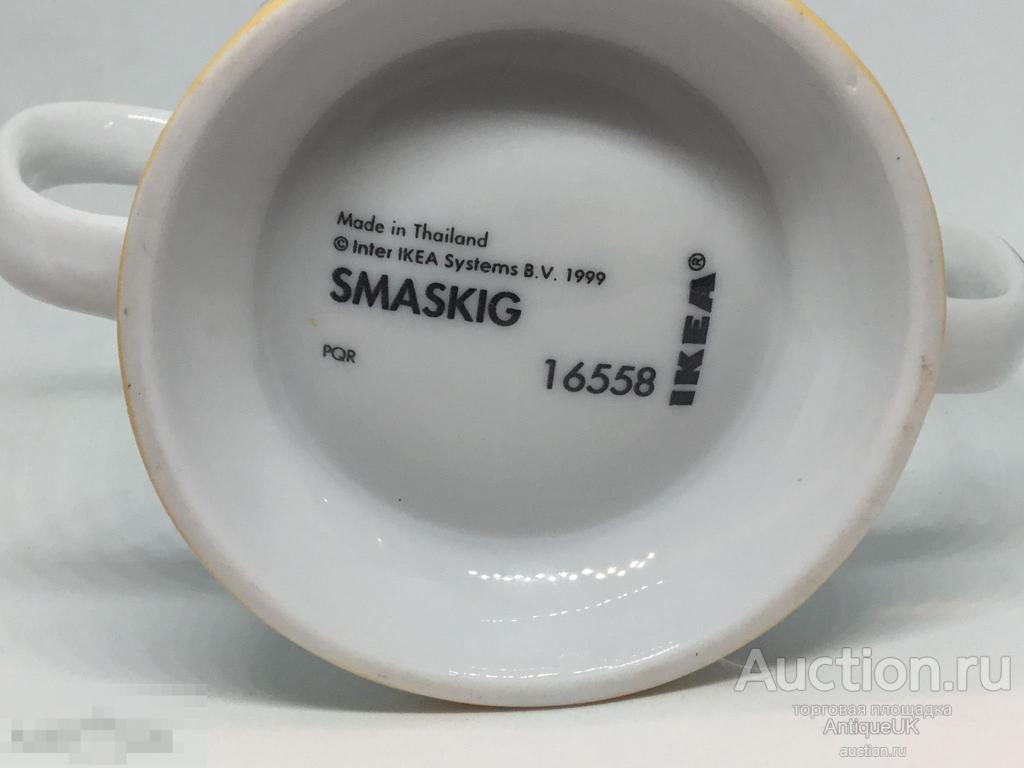 Made in Thailand
© Inter IKEA Systems B.V. 1999
SMASKIG
PQR
16558
IKEA®
Auction.ru
торговая площадка
AntiqueUK
auction.ru